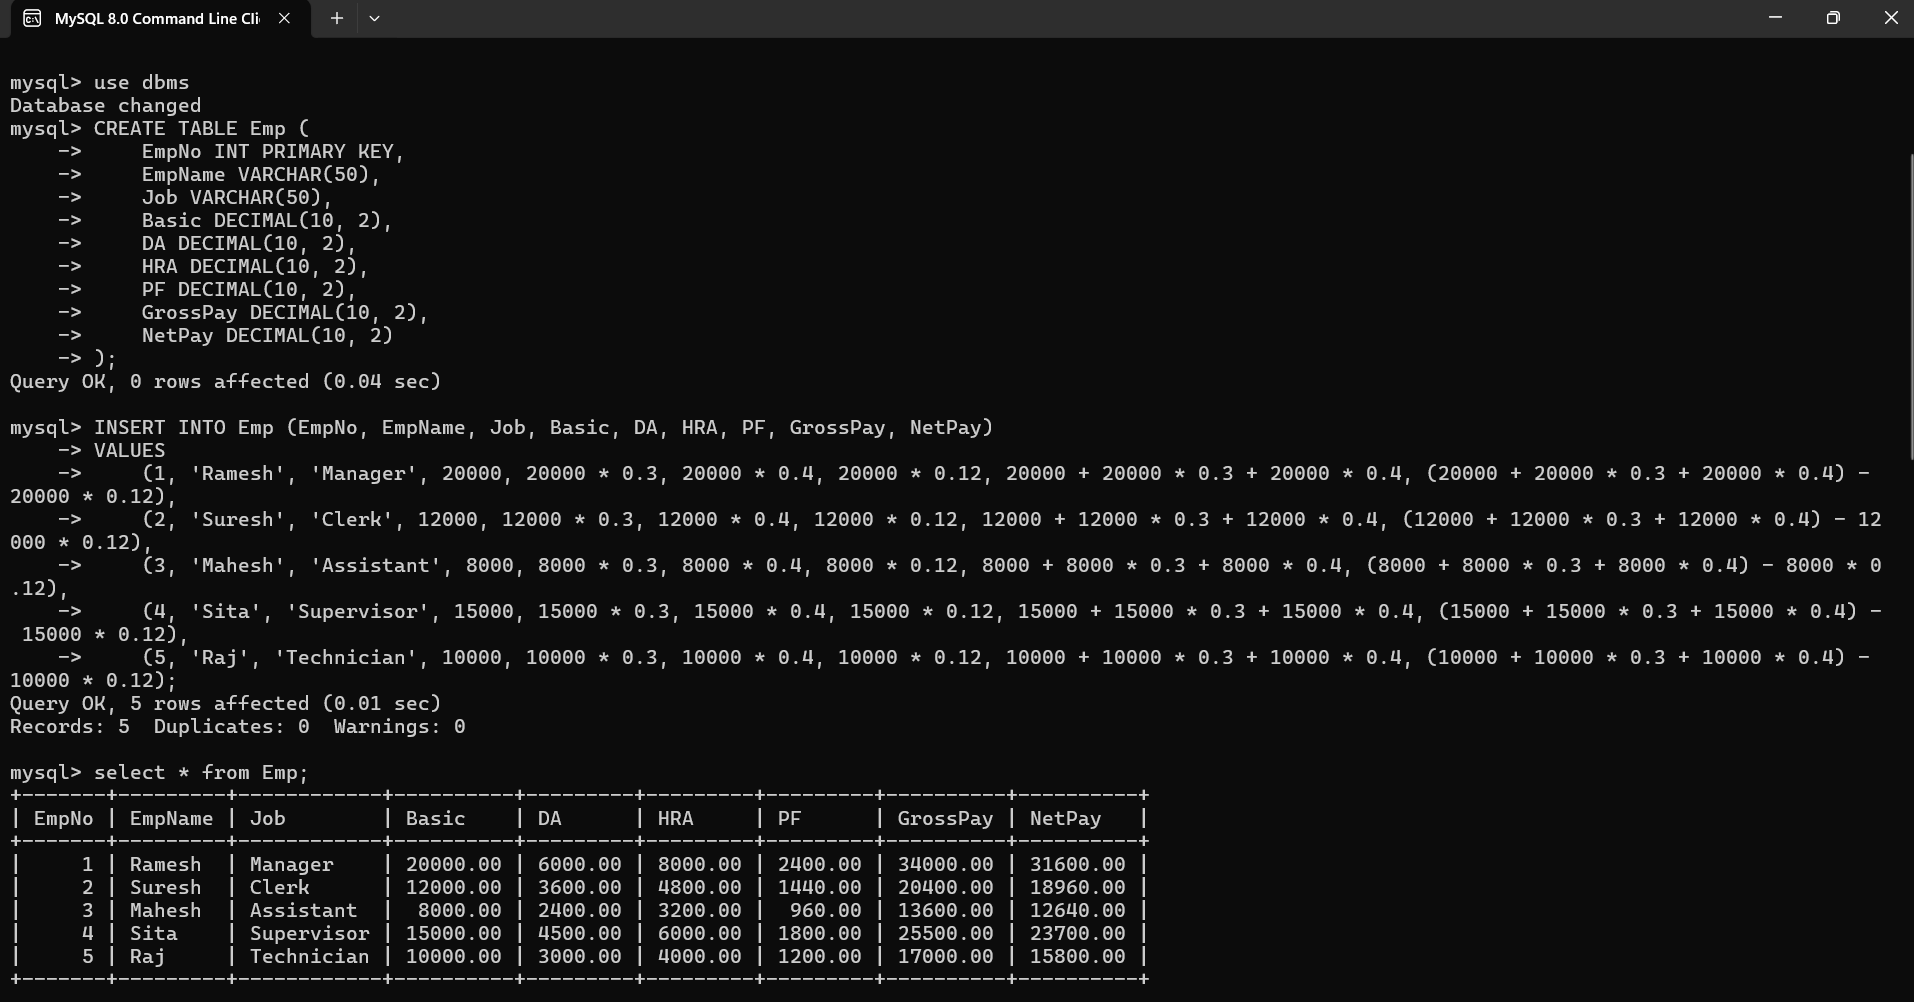 MySQL 8.0 Command Line Cli
mysql> use dbms
Database changed
mysql> CREATE TABLE Emp (
    ->     EmpNo INT PRIMARY KEY,
    ->     EmpName VARCHAR(50),
    ->     Job VARCHAR(50),
    ->     Basic DECIMAL(10, 2),
    ->     DA DECIMAL(10, 2),
    ->     HRA DECIMAL(10, 2),
    ->     PF DECIMAL(10, 2),
    ->     GrossPay DECIMAL(10, 2),
    ->     NetPay DECIMAL(10, 2)
    -> );
Query OK, 0 rows affected (0.04 sec)
mysql> INSERT INTO Emp (EmpNo, EmpName, Job, Basic, DA, HRA, PF, GrossPay, NetPay)
    -> VALUES
    ->     (1, 'Ramesh', 'Manager', 20000, 20000 * 0.3, 20000 * 0.4, 20000 * 0.12, 20000 + 20000 * 0.3 + 20000 * 0.4, (20000 + 20000 * 0.3 + 20000 * 0.4) -
20000 * 0.12),
    ->     (2, 'Suresh', 'Clerk', 12000, 12000 * 0.3, 12000 * 0.4, 12000 * 0.12, 12000 + 12000 * 0.3 + 12000 * 0.4, (12000 + 12000 * 0.3 + 12000 * 0.4) - 12
000 * 0.12),
    ->     (3, 'Mahesh', 'Assistant', 8000, 8000 * 0.3, 8000 * 0.4, 8000 * 0.12, 8000 + 8000 * 0.3 + 8000 * 0.4, (8000 + 8000 * 0.3 + 8000 * 0.4) - 8000 * 0
.12),
    ->     (4, 'Sita', 'Supervisor', 15000, 15000 * 0.3, 15000 * 0.4, 15000 * 0.12, 15000 + 15000 * 0.3 + 15000 * 0.4, (15000 + 15000 * 0.3 + 15000 * 0.4) -
 15000 * 0.12),
    ->     (5, 'Raj', 'Technician', 10000, 10000 * 0.3, 10000 * 0.4, 10000 * 0.12, 10000 + 10000 * 0.3 + 10000 * 0.4, (10000 + 10000 * 0.3 + 10000 * 0.4) -
10000 * 0.12);
Query OK, 5 rows affected (0.01 sec)
Records: 5  Duplicates: 0  Warnings: 0
mysql> select * from Emp;
+-------+---------+------------+----------+---------+---------+---------+----------+----------+
| EmpNo | EmpName | Job        | Basic    | DA      | HRA     | PF      | GrossPay | NetPay   |
+-------+---------+------------+----------+---------+---------+---------+----------+----------+
|     1 | Ramesh  | Manager    | 20000.00 | 6000.00 | 8000.00 | 2400.00 | 34000.00 | 31600.00 |
|     2 | Suresh  | Clerk      | 12000.00 | 3600.00 | 4800.00 | 1440.00 | 20400.00 | 18960.00 |
|     3 | Mahesh  | Assistant  |  8000.00 | 2400.00 | 3200.00 |  960.00 | 13600.00 | 12640.00 |
|     4 | Sita    | Supervisor | 15000.00 | 4500.00 | 6000.00 | 1800.00 | 25500.00 | 23700.00 |
|     5 | Raj     | Technician | 10000.00 | 3000.00 | 4000.00 | 1200.00 | 17000.00 | 15800.00 |
+-------+---------+------------+----------+---------+---------+---------+----------+----------+